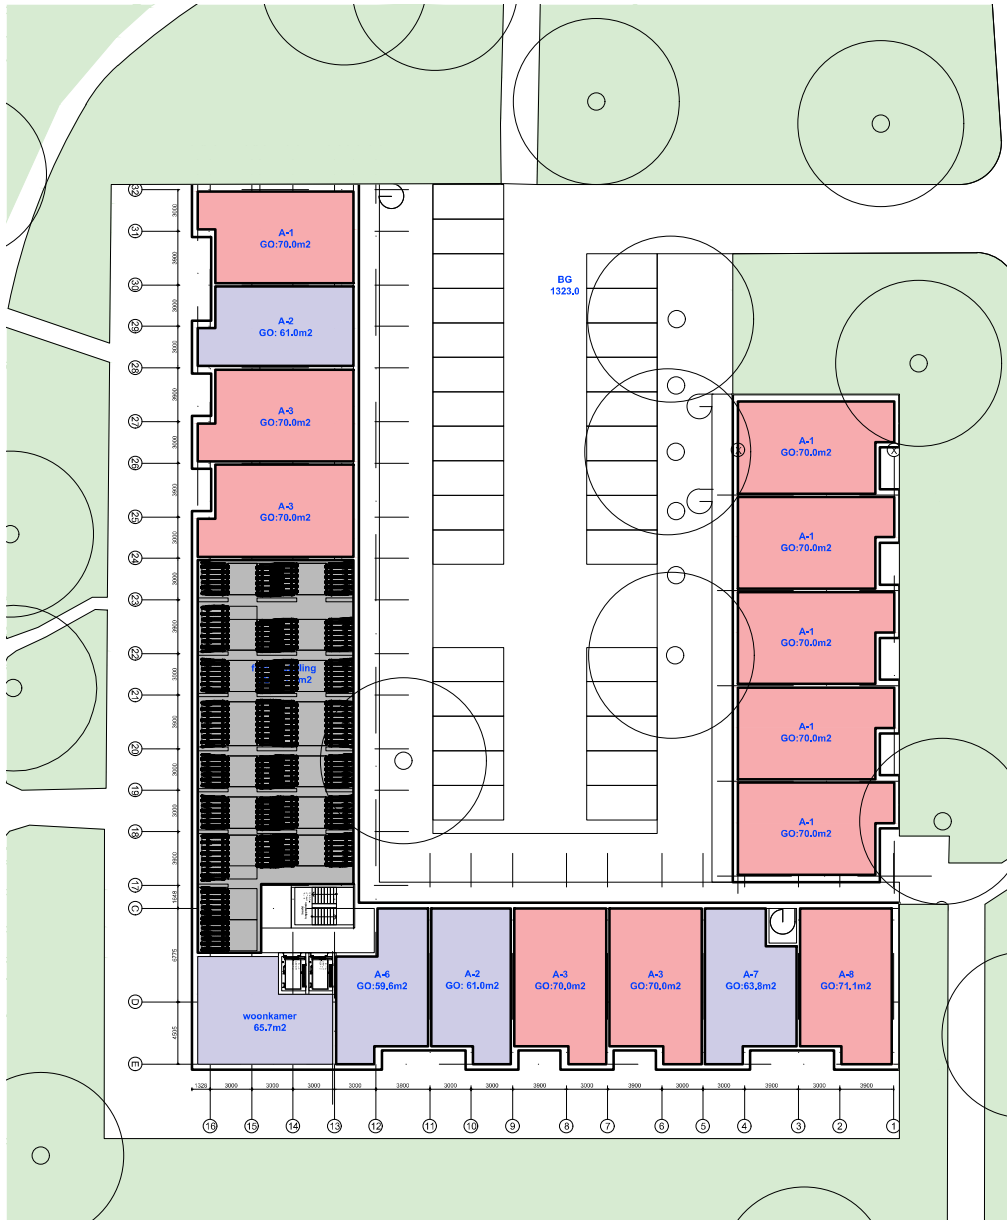 32
3000
A-1
GO:70.0m2
31
3900
30
BG
1323.0
3000
A-2
GO: 61.0m2
29
3000
28
3900
A-3
GO:70.0m2
27
3000
26
3900
A-3
GO:70.0m2
25
3000
24
3000
23
3900
22
3000
21
3900
20
3000
19
3000
18
3900
17
1848
C
6775
D
4505
E
A-1
GO:70.0m2
X
X
A-1
GO:70.0m2
A-1
GO:70.0m2
A-1
GO:70.0m2
A-1
GO:70.0m2
A-6
GO:59.6m2
A-2
GO: 61.0m2
A-3
GO:70.0m2
A-3
GO:70.0m2
A-7
GO:63.8m2
A-8
GO:71.1m2
woonkamer
65.7m2
1328 3000 3000 3000 3000 3900 3000 3900 3000 3900 3000 3900 3000 3900
16 15 14 13 12 11 10 9 8 7 6 5 4 3 2 1